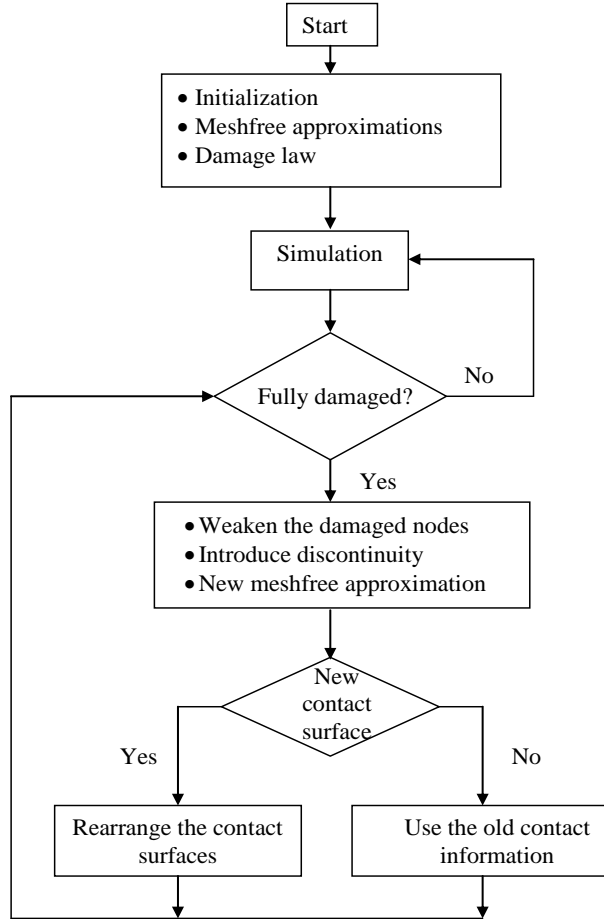 Start
• Initialization
• Meshfree approximations
• Damage law
Simulation
Fully damaged?
No
Yes
• Weaken the damaged nodes
• Introduce discontinuity
• New meshfree approximation
New
contact
surface
Yes
No
Rearrange the contact
surfaces
Use the old contact
information